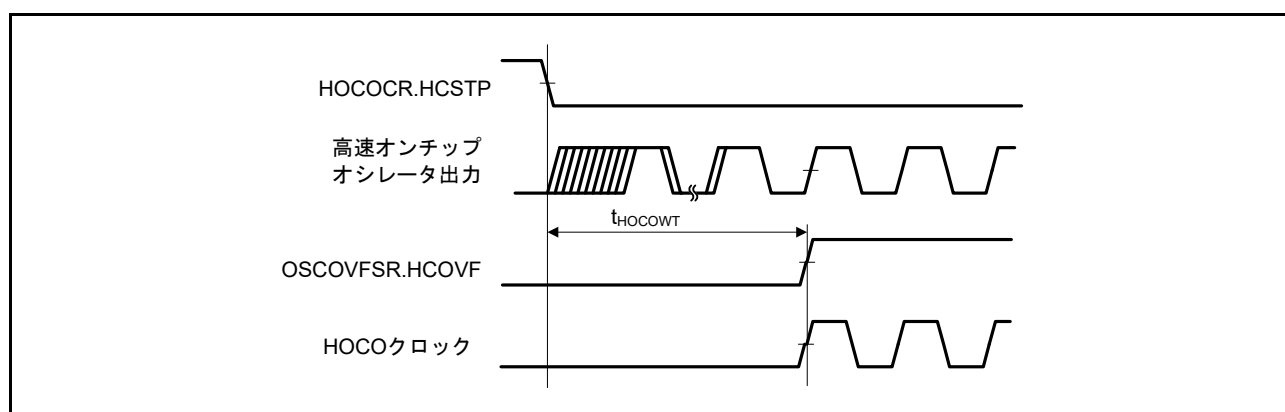 HOCOCR.HCSTP
高速オンチップ
オシレータ出力
tHOCOWT
OSCOVFSR.HCOVF
HOCOクロック